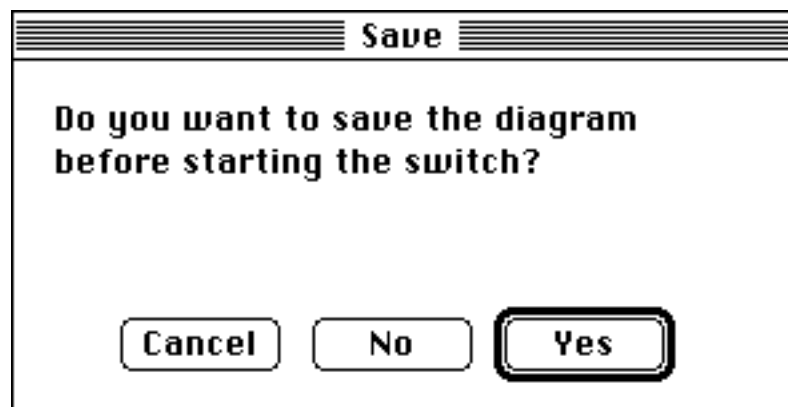 Save
Do you want to save the diagram
before starting the switch?
Cancel No Yes